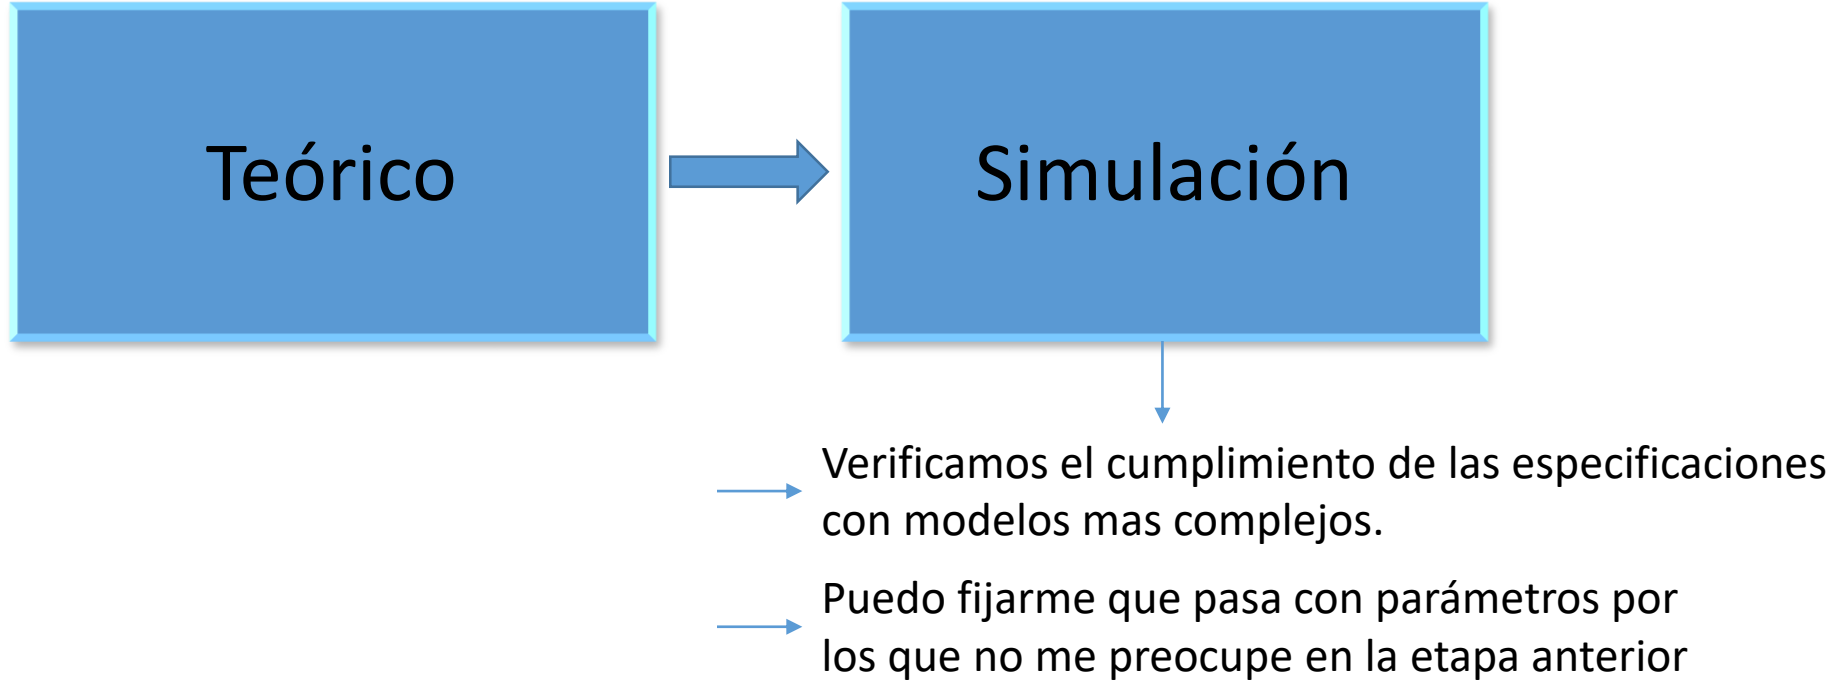 Teórico
Simulación
Verificamos el cumplimiento de las especificaciones
con modelos mas complejos.
Puedo fijarme que pasa con parámetros por
los que no me preocupe en la etapa anterior